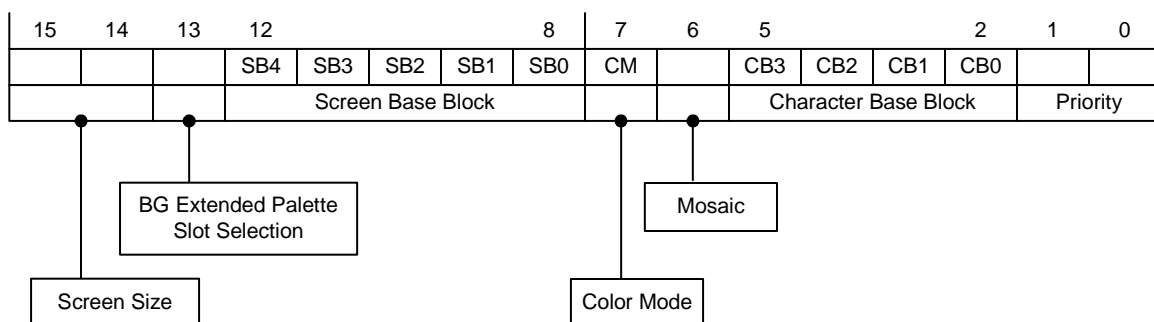 15 14 13 12 8 7 6 5 2 1 0
SB4 SB3 SB2 SB1 SB0 CM CB3 CB2 CB1 CB0
Screen Base Block Character Base Block Priority
BG Extended Palette
Slot Selection
Mosaic
Screen Size Color Mode